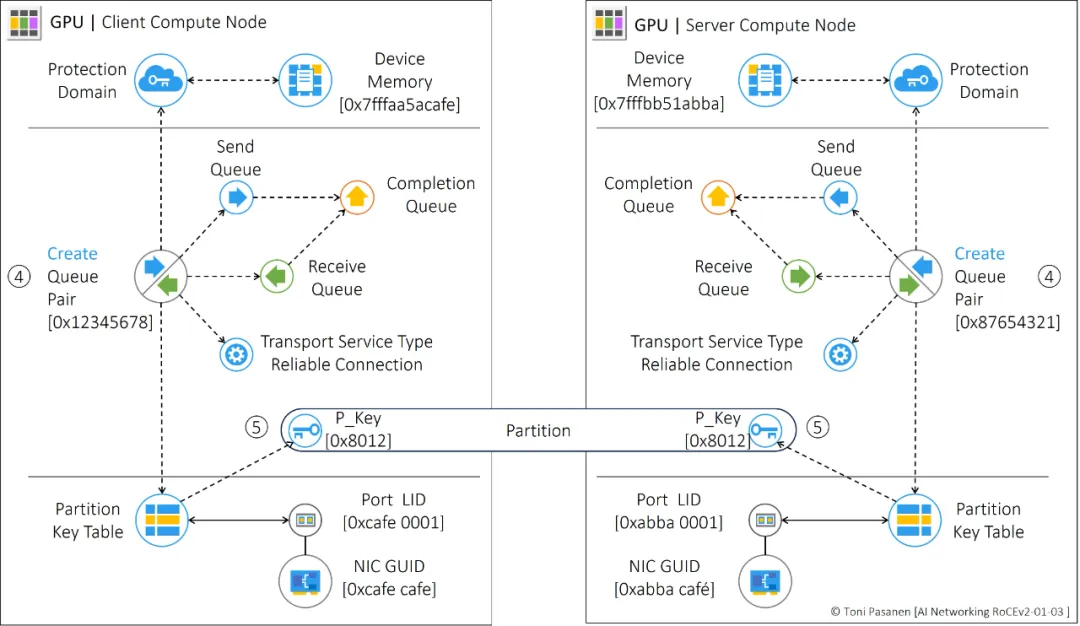 GPU | Client Compute Node
Protection
Domain
Device
Memory
[0x7fffaa5acafe]
Send
Queue
Completion
Queue
④
Create
Queue
Pair
[0x12345678]
Receive
Queue
Transport Service Type
Reliable Connection
⑤
P_Key
[0x8012]
Partition
Partition
Key Table
Port LID
[0xcafe 0001]
NIC GUID
[0xcafe cafe]
GPU | Server Compute Node
Device
Memory
[0x7fffbb51abba]
Protection
Domain
Send
Queue
Completion
Queue
Receive
Queue
Create
Queue
Pair
[0x87654321]
④
Transport Service Type
Reliable Connection
P_Key
[0x8012]
⑤
Port LID
[0xabba 0001]
Partition
Key Table
NIC GUID
[0xabba café]
© Toni Pasanen [AI Networking RoCEv2-01-03 ]